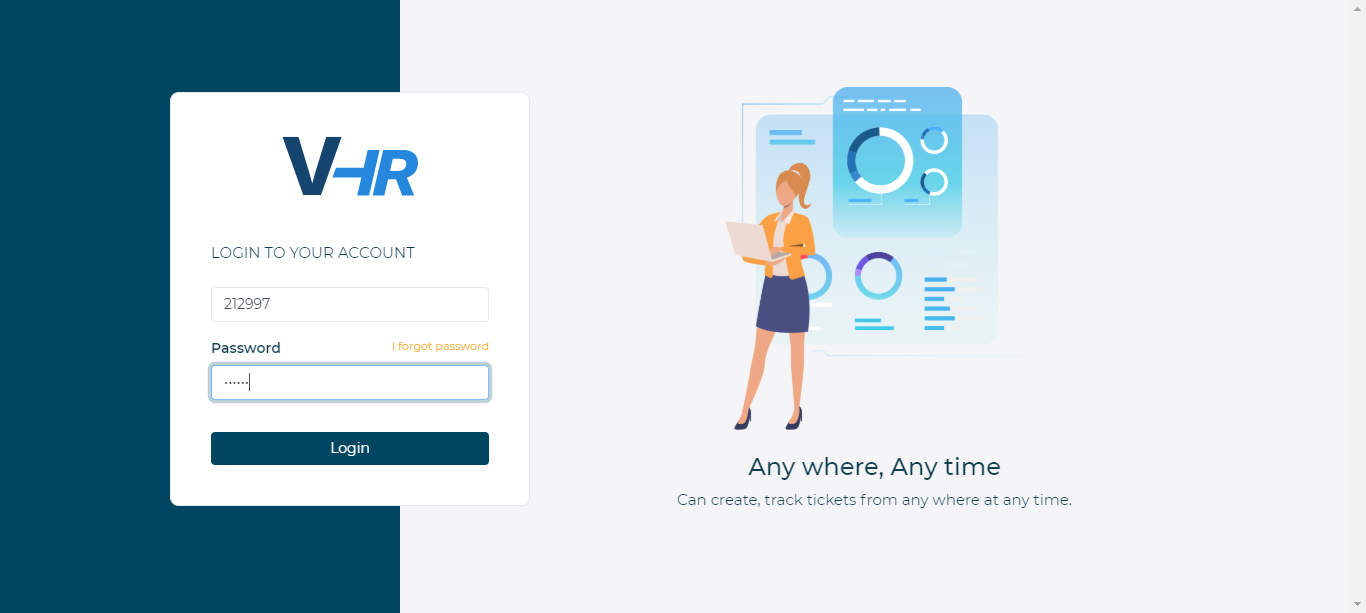 VHR
LOGIN TO YOUR ACCOUNT
212997
Password
I forgot password
······
Login
Any where, Any time
Can create, track tickets from any where at any time.